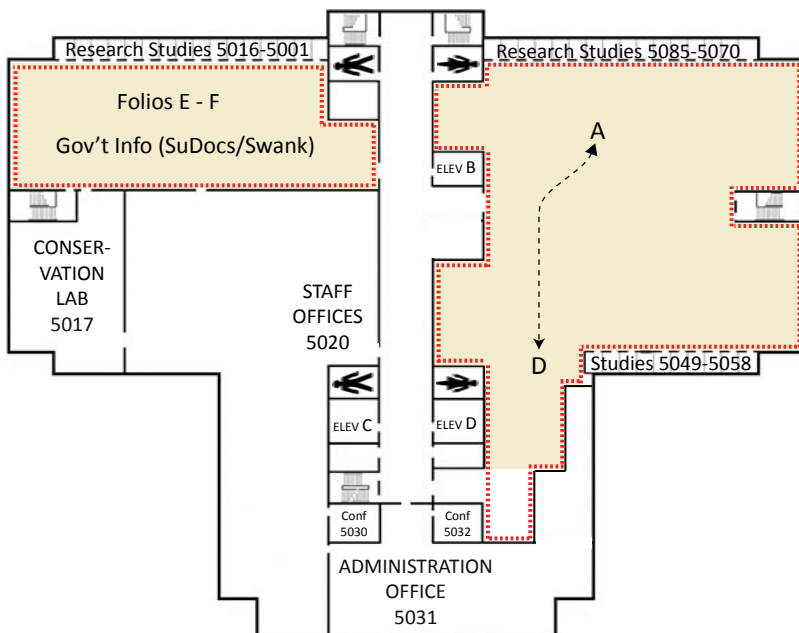 Research Studies 5016-5001
Research Studies 5085-5070
Folios E - F
Gov't Info (SuDocs/Swank)
A
ELEV B
CONSER-
VATION
LAB
5017
STAFF
OFFICES
5020
D
Studies 5049-5058
ELEV C
ELEV D
Conf
5030
Conf
5032
ADMINISTRATION
OFFICE
5031